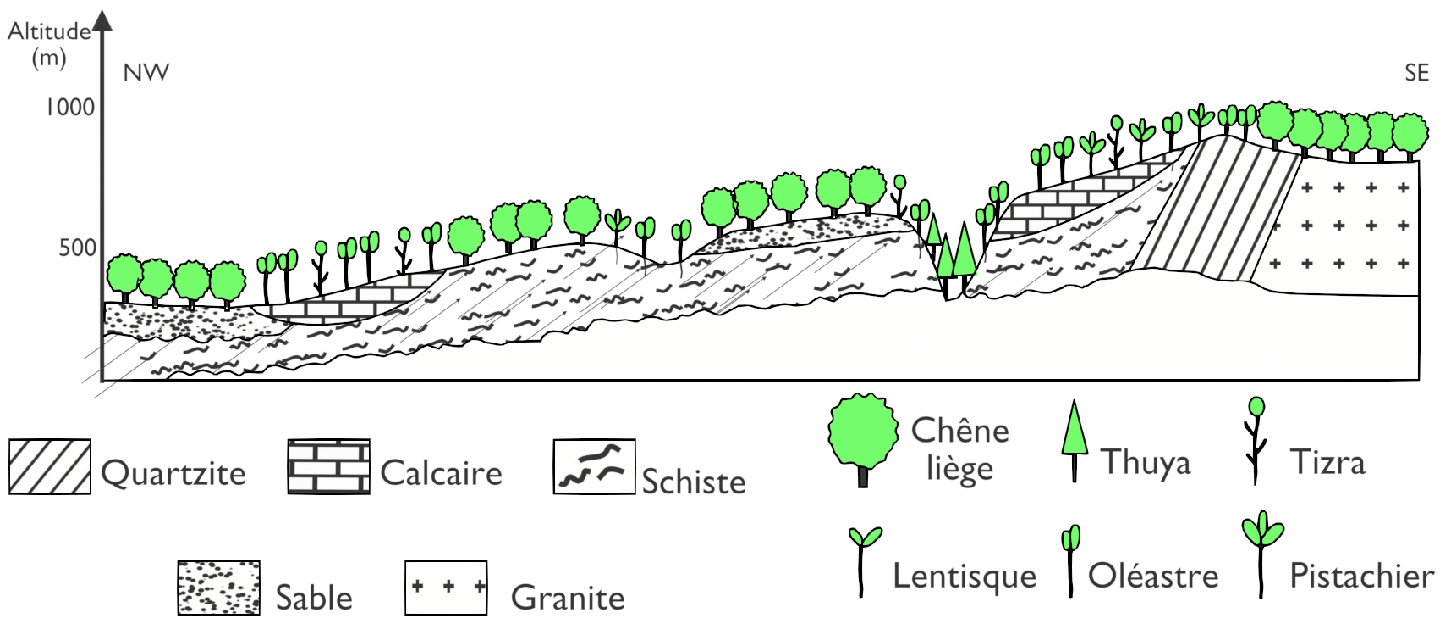 Altitude
(m)
NW
SE
1000
500
Quartzite
Calcaire
Schiste
Chêne
liège
Thuya
Tizra
Sable
Granite
Lentisque
Oléastre
Pistachier